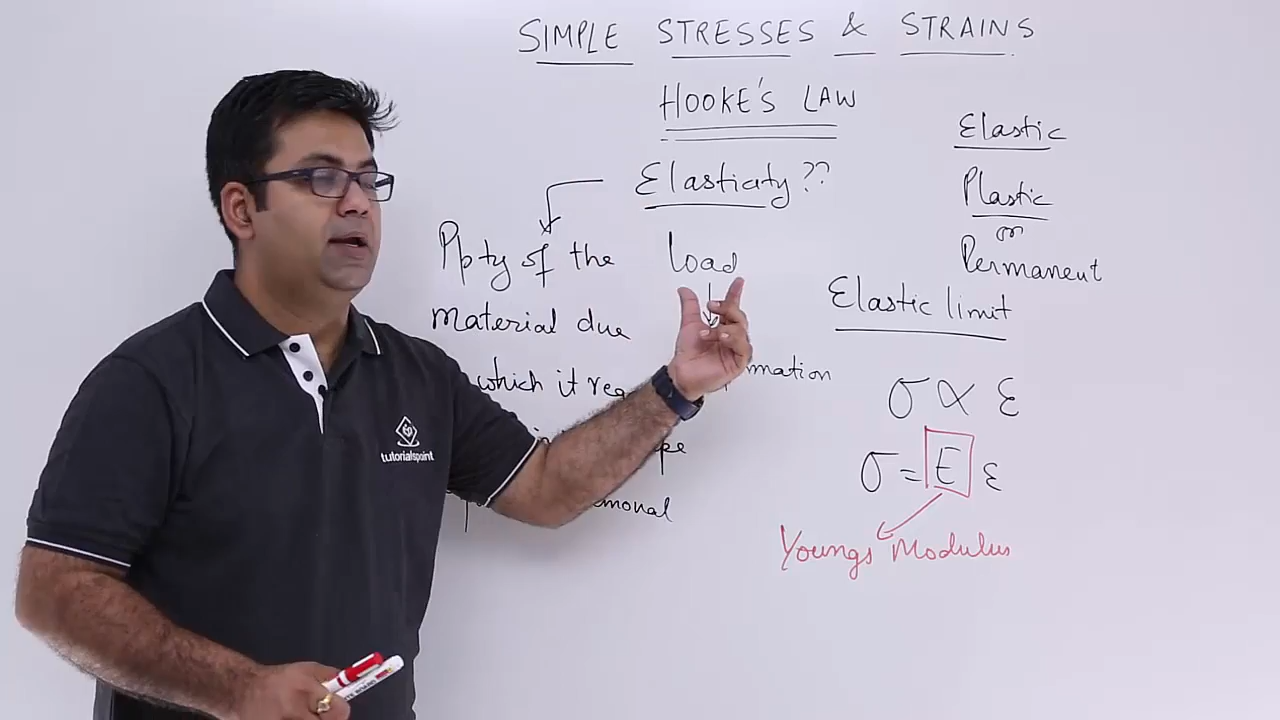 SIMPLE STRESSES & STRAINS
HOOKE'S LAW
Elasticity ??
Ppty of the
material due
which it
load
mation
Elastic
Plastic
or
Permanent
Elastic limit
σ ∝ ε
σ = E ε
Youngs Modulus
tutorialspoint